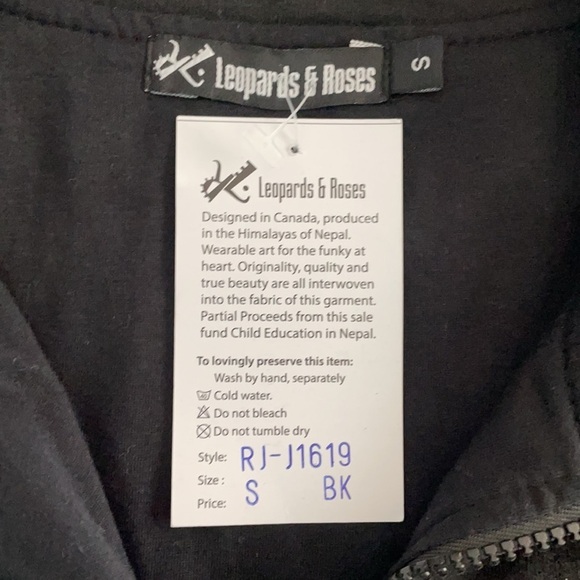 Leopards & Roses
S
Leopards & Roses
Designed in Canada, produced
in the Himalayas of Nepal.
Wearable art for the funky at
heart. Originality, quality and
true beauty are all interwoven
into the fabric of this garment.
Partial Proceeds from this sale
fund Child Education in Nepal.
To lovingly preserve this item:
Wash by hand, separately
Cold water.
Do not bleach
Do not tumble dry
Style: RJ-J1619
Size: S BK
Price: